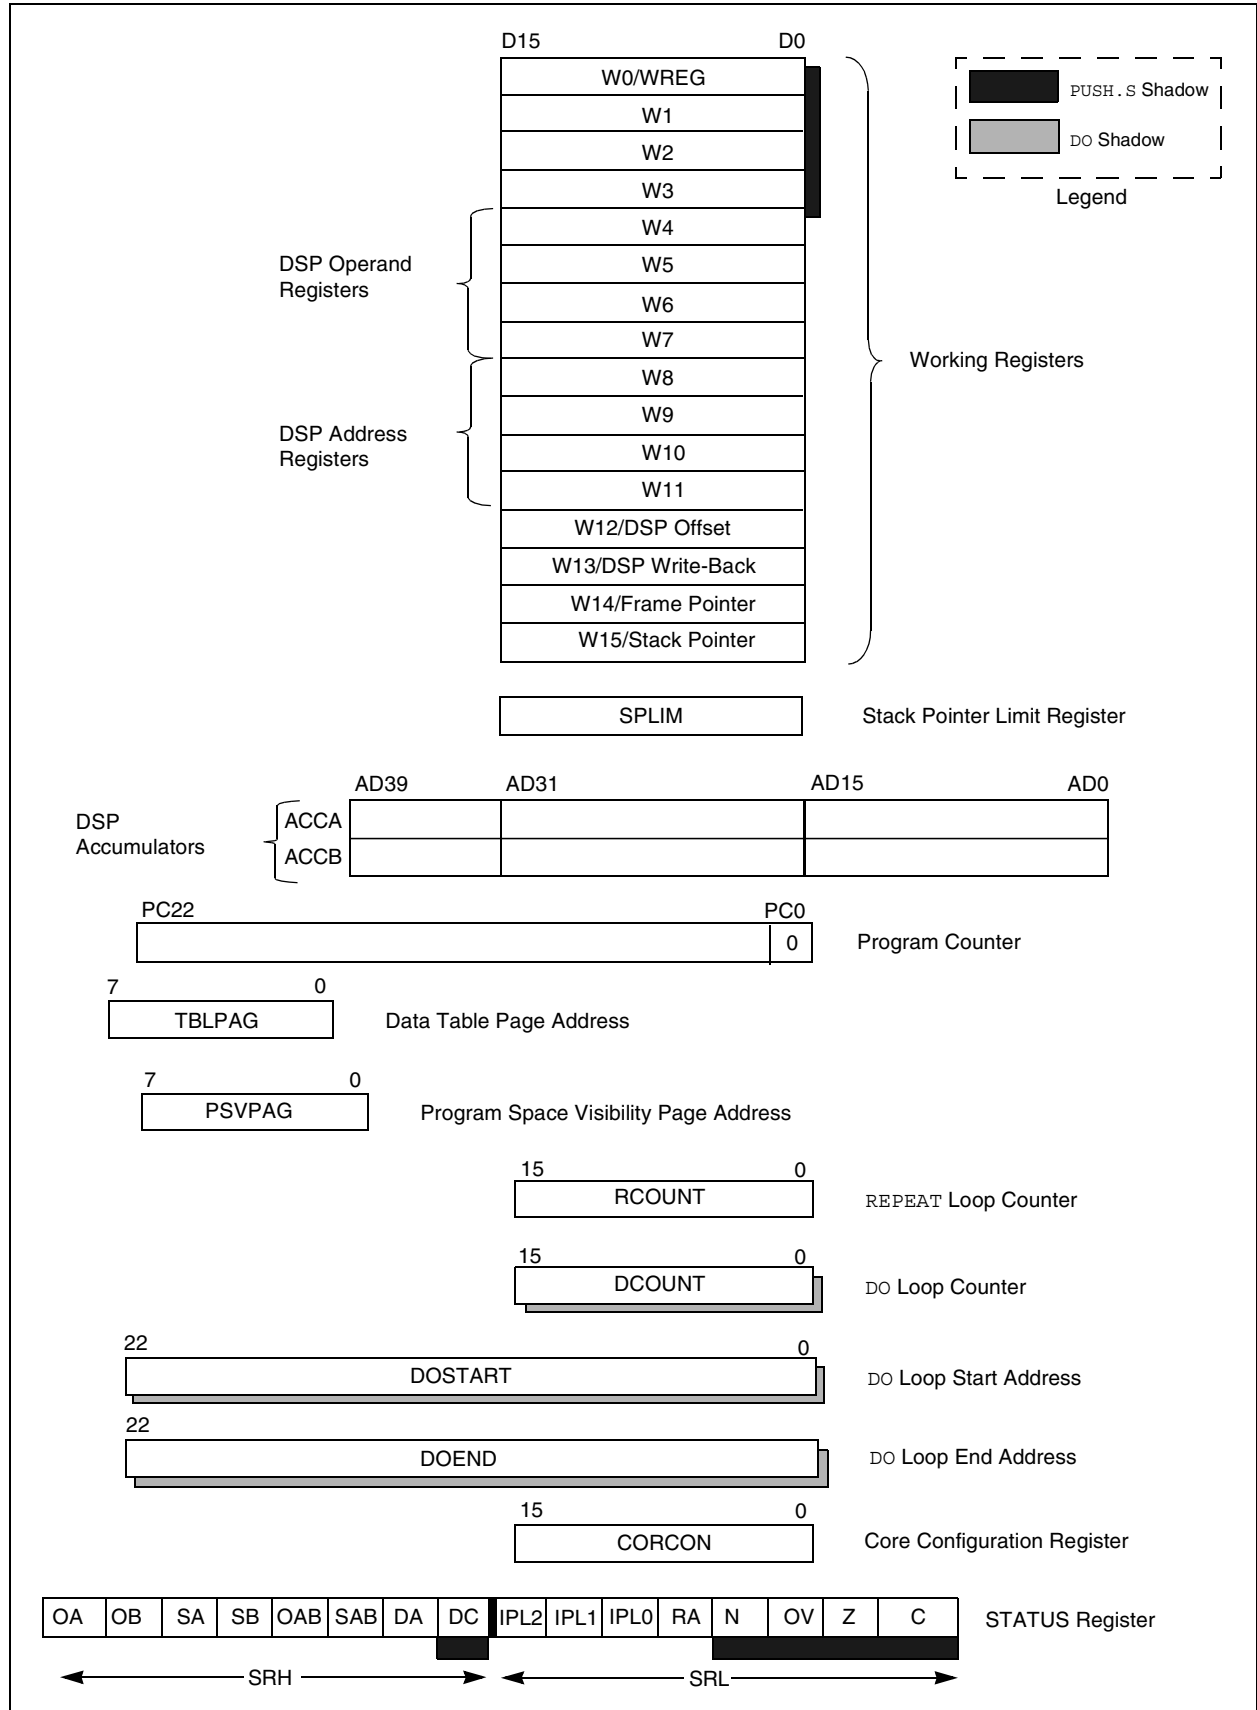 D15 D0
W0/WREG
W1
W2
W3
W4
W5
W6
W7
W8
W9
W10
W11
W12/DSP Offset
W13/DSP Write-Back
W14/Frame Pointer
W15/Stack Pointer
PUSH.S Shadow
DO Shadow
Legend
DSP Operand
Registers
DSP Address
Registers
Working Registers
SPLIM Stack Pointer Limit Register
AD39 AD31 AD15 AD0
DSP
Accumulators
ACCA
ACCB
PC22 PC0
0 Program Counter
7 0
TBLPAG Data Table Page Address
7 0
PSVPAG Program Space Visibility Page Address
15 0
RCOUNT REPEAT Loop Counter
15 0
DCOUNT DO Loop Counter
22 0
DOSTART DO Loop Start Address
22
DOEND DO Loop End Address
15 0
CORCON Core Configuration Register
OA OB SA SB OAB SAB DA DC IPL2 IPL1 IPL0 RA N OV Z C STATUS Register
SRH SRL